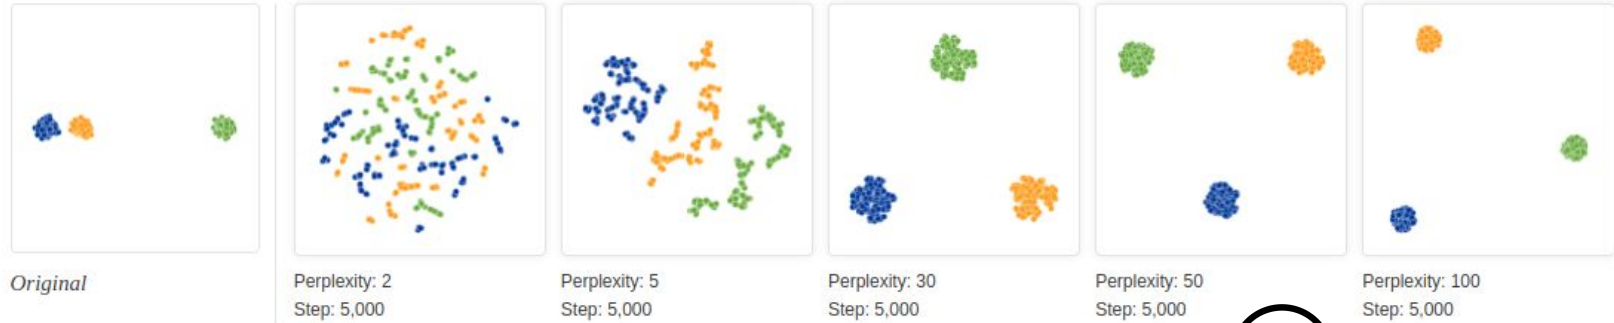 Original
Perplexity: 2
Step: 5,000
Perplexity: 5
Step: 5,000
Perplexity: 30
Step: 5,000
Perplexity: 50
Step: 5,000
Perplexity: 100
Step: 5,000